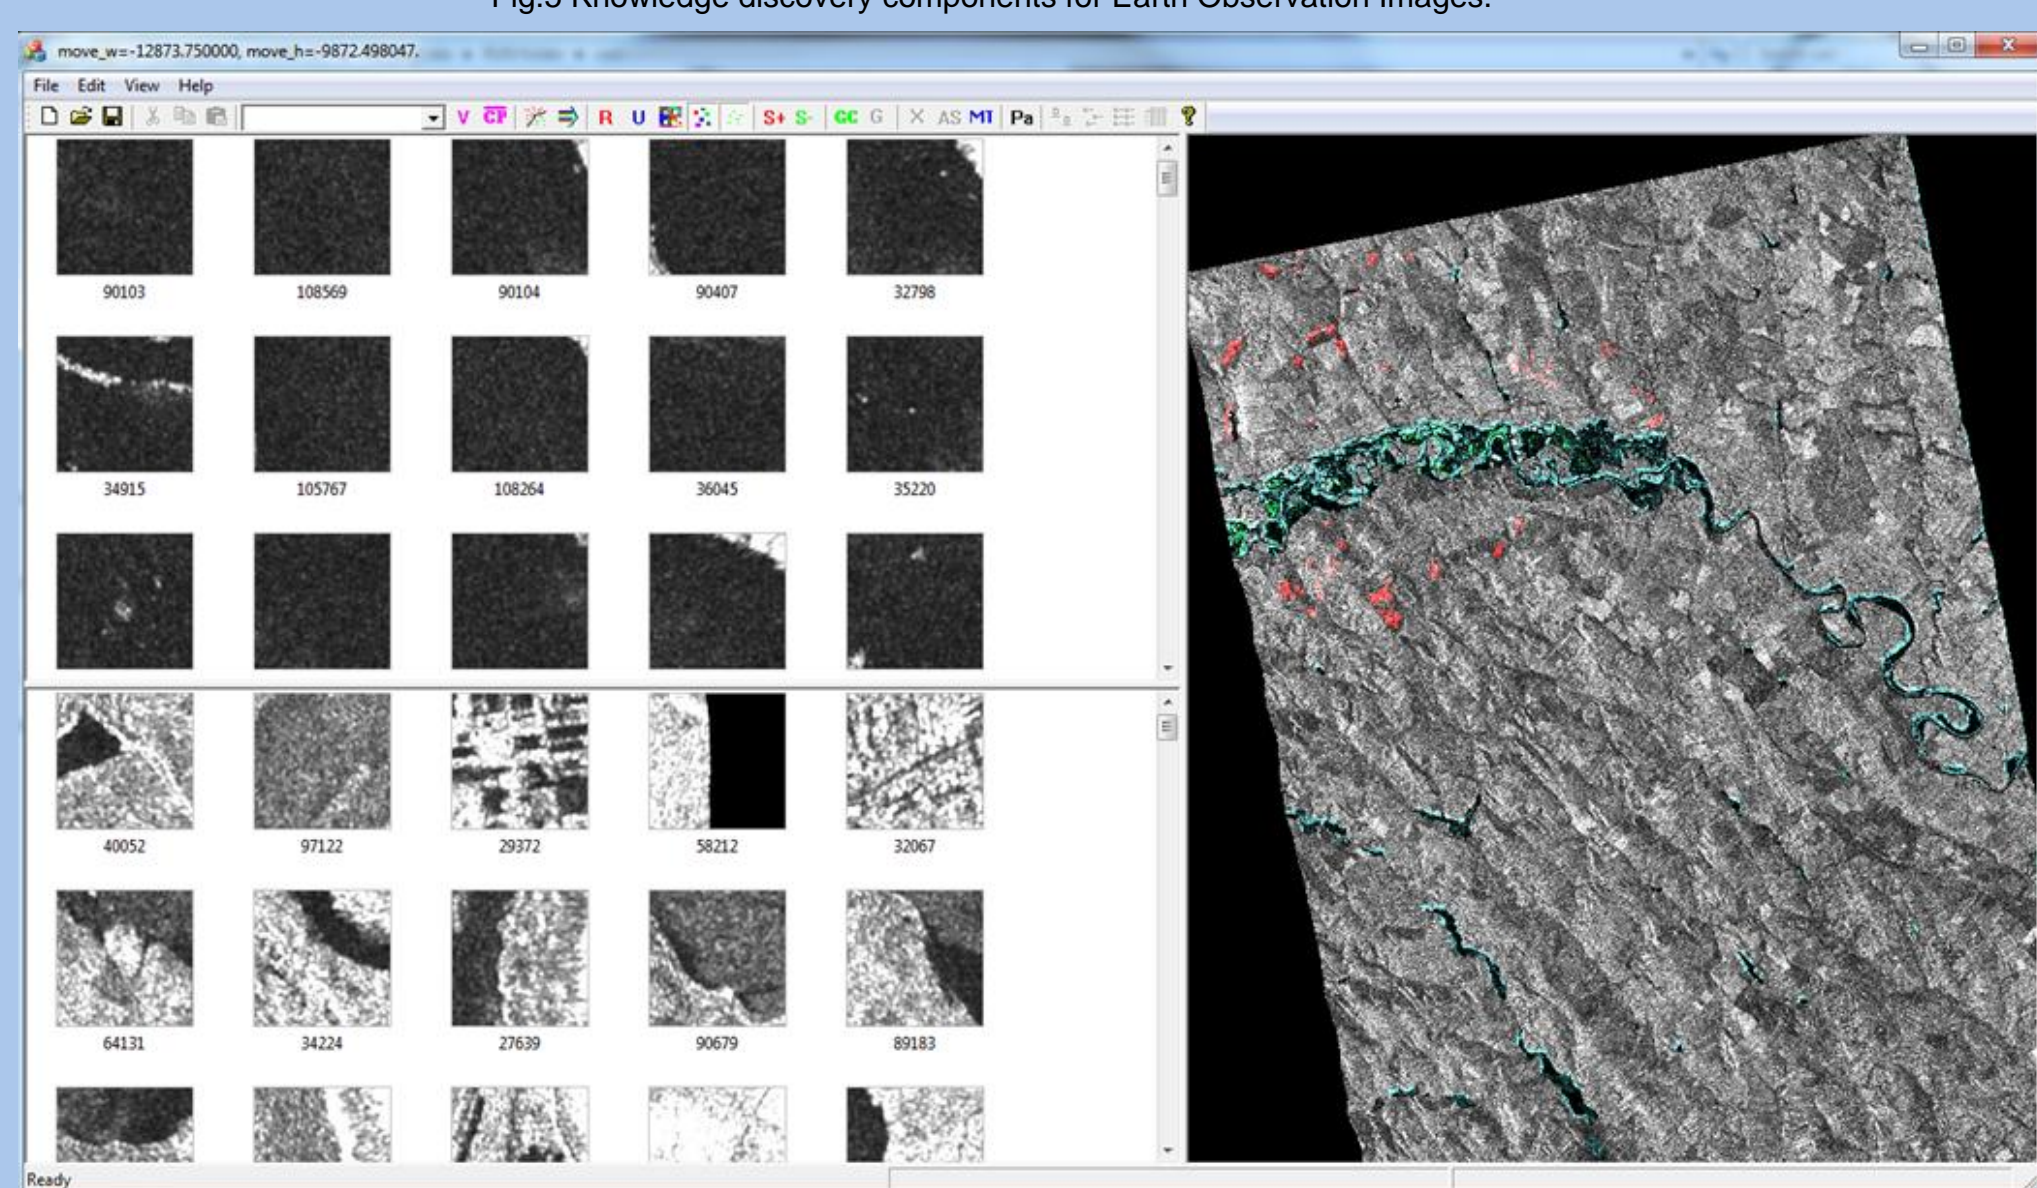 Fig.5 Knowledge discovery components for Earth Observation images.
move_w=-12873.750000, move_h=-9872.498047.
File Edit View Help
V CP R U S+ S- GC G X AS MT Pa ?
90103 108569 90104 90407 32798
34915 105767 108264 36045 35220
40052 97122 29372 58212 32067
64131 34224 27639 90679 89183
Ready